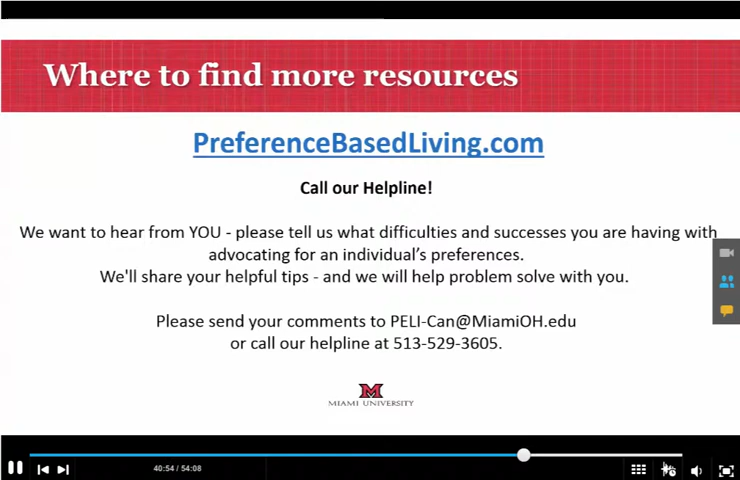 Where to find more resources
PreferenceBasedLiving.com
Call our Helpline!
We want to hear from YOU - please tell us what difficulties and successes you are having with
advocating for an individual's preferences.
We'll share your helpful tips - and we will help problem solve with you.
Please send your comments to PELI-Can@MiamiOH.edu
or call our helpline at 513-529-3605.
M
MIAMI UNIVERSITY
40:54 / 54:08